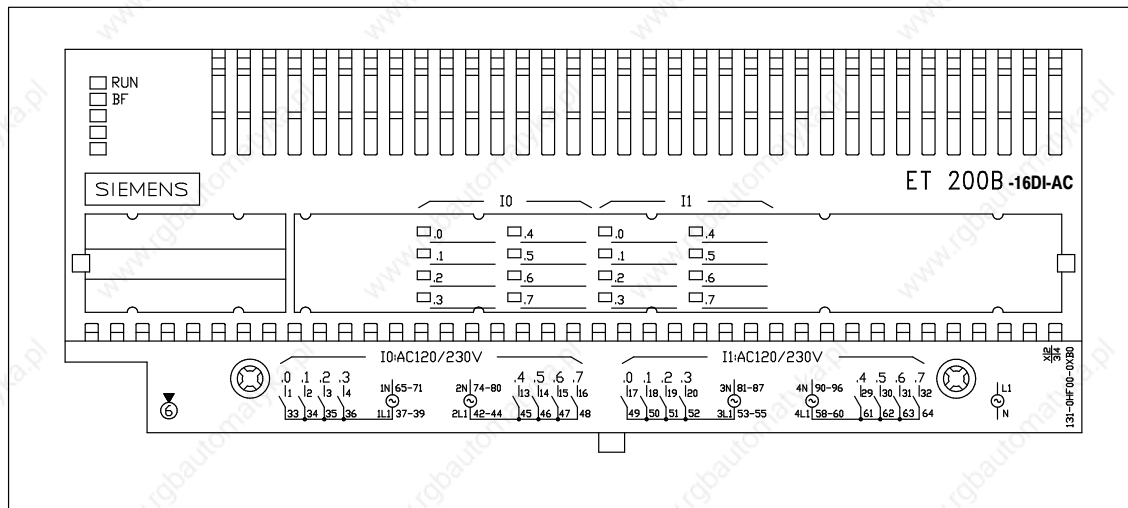 RUN
BF
SIEMENS
ET 200B -16DI-AC
I0 I1
.0 .4 .0 .4
.1 .5 .1 .5
.2 .6 .2 .6
.3 .7 .3 .7
I0:AC120/230V I1:AC120/230V
X12
314
.0 .1 .2 .3 .4 .5 .6 .7 .0 .1 .2 .3 .4 .5 .6 .7
1 2 3 4 1N 65-71 2N 74-80 13 14 15 16 17 18 19 20 3N 81-87 4N 90-96 29 30 31 32 L1
6
33 34 35 36 1L1 37-39 2L1 42-44 45 46 47 48 49 50 51 52 3L1 53-55 4L1 58-60 61 62 63 64 N
131-0HF00-0XB0
www.rgbautomatyka.pl